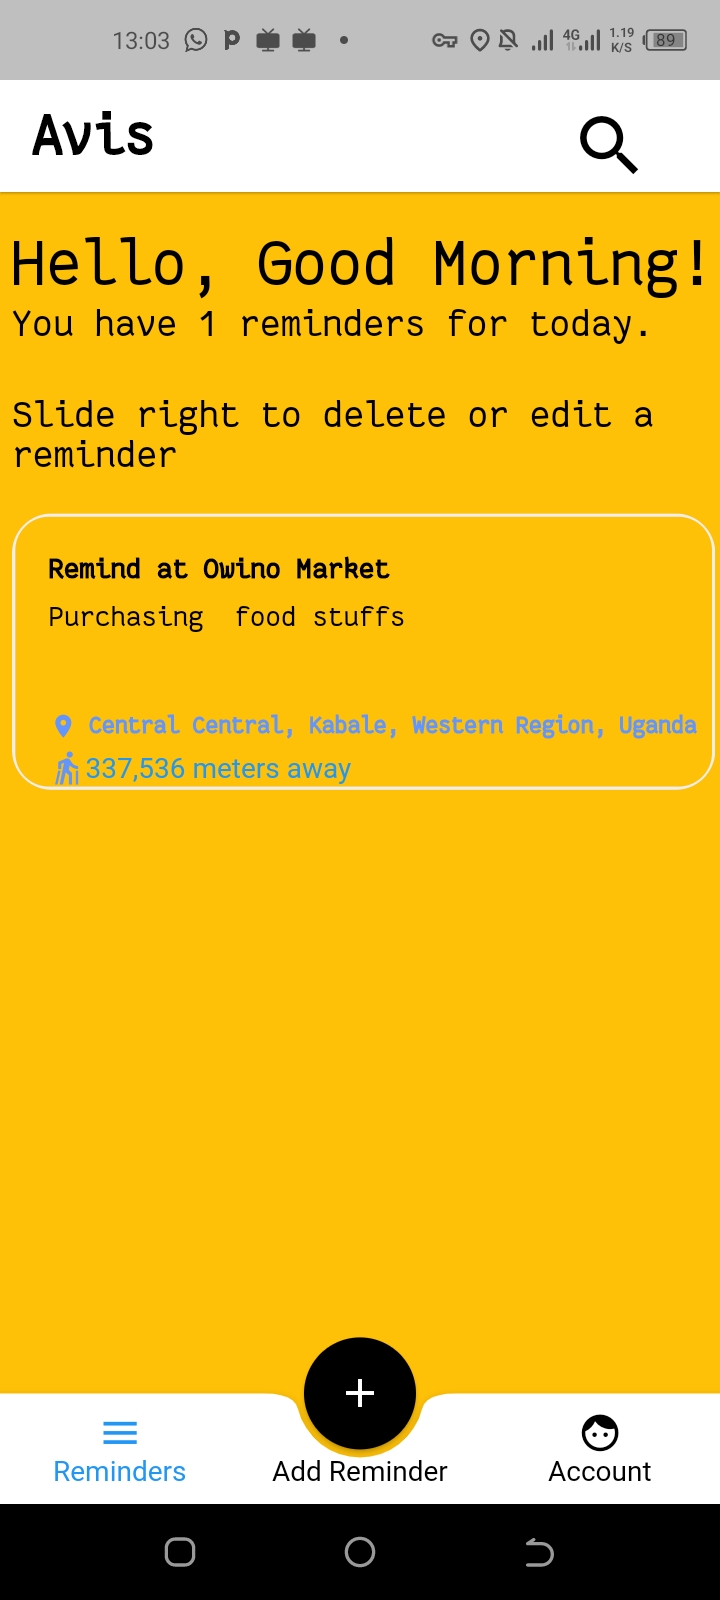 13:03
4G
1.19
K/S
89
Avis
Hello, Good Morning!
You have 1 reminders for today.
Slide right to delete or edit a
reminder
Remind at Owino Market
Purchasing  food stuffs
Central Central, Kabale, Western Region, Uganda
337,536 meters away
Reminders
Add Reminder
Account